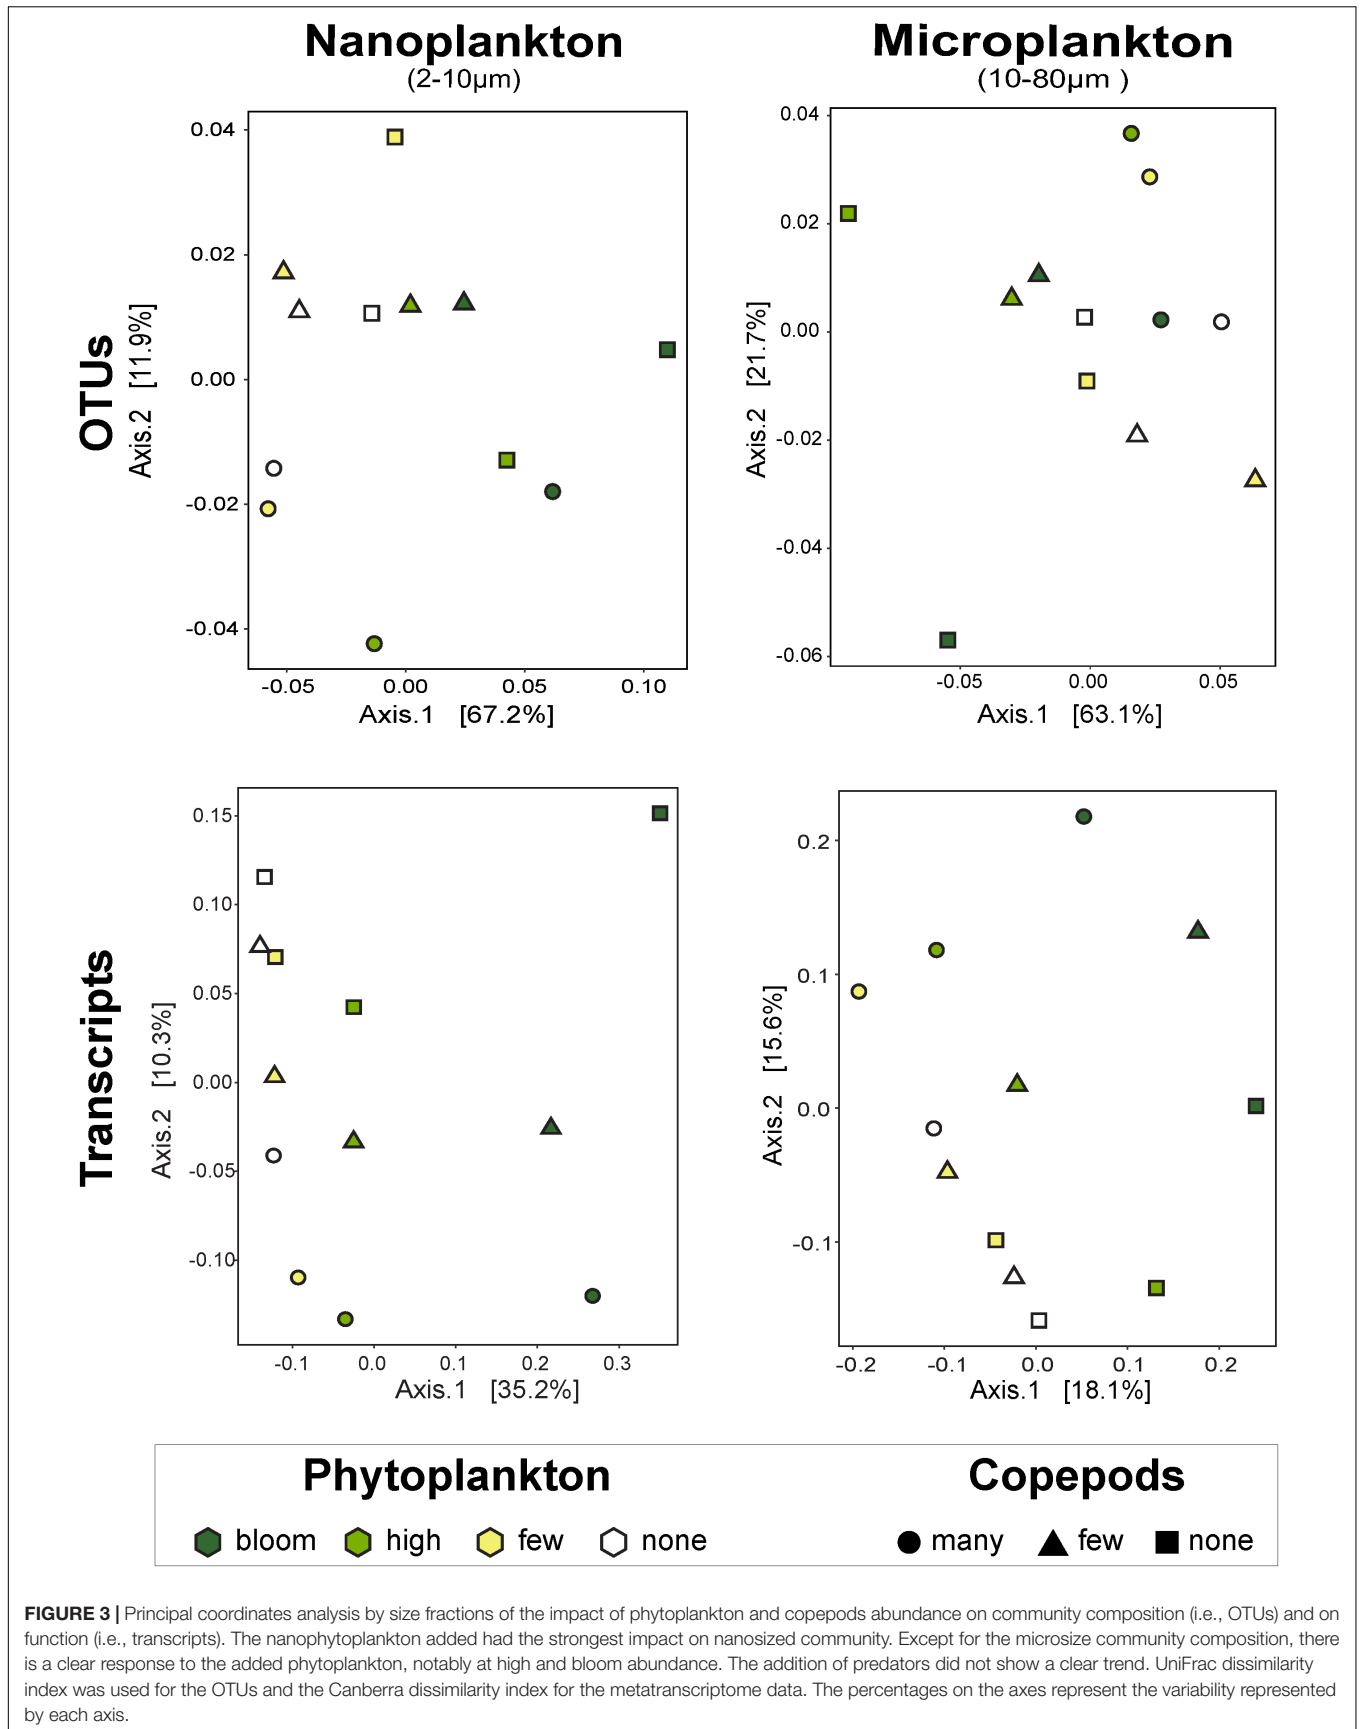 Nanoplankton
(2-10µm)
Microplankton
(10-80µm )
OTUs
Axis.2 [11.9%]
0.04
0.02
0.00
-0.02
-0.04
-0.05 0.00 0.05 0.10
Axis.1 [67.2%]
Axis.2 [21.7%]
0.04
0.02
0.00
-0.02
-0.04
-0.06
-0.05 0.00 0.05
Axis.1 [63.1%]
Transcripts
Axis.2 [10.3%]
0.15
0.10
0.05
0.00
-0.05
-0.10
-0.1 0.0 0.1 0.2 0.3
Axis.1 [35.2%]
Axis.2 [15.6%]
0.2
0.1
0.0
-0.1
-0.2 -0.1 0.0 0.1 0.2
Axis.1 [18.1%]
Phytoplankton
bloom high few none
Copepods
many few none
FIGURE 3 | Principal coordinates analysis by size fractions of the impact of phytoplankton and copepods abundance on community composition (i.e., OTUs) and on
function (i.e., transcripts). The nanophytoplankton added had the strongest impact on nanosized community. Except for the microsize community composition, there
is a clear response to the added phytoplankton, notably at high and bloom abundance. The addition of predators did not show a clear trend. UniFrac dissimilarity
index was used for the OTUs and the Canberra dissimilarity index for the metatranscriptome data. The percentages on the axes represent the variability represented
by each axis.